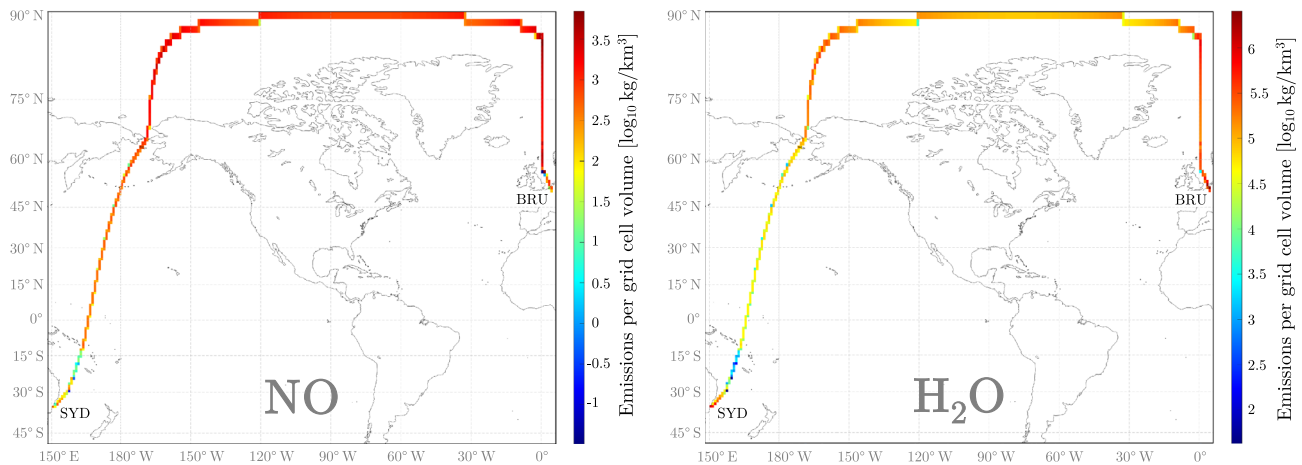 90° N
75° N
60° N
45° N
30° N
15° N
0°
15° S
30° S
45° S
150° E
180° W
150° W
120° W
90° W
60° W
30° W
0°
BRU
SYD
NO
3.5
3
2.5
2
1.5
1
0.5
0
-0.5
-1
Emissions per grid cell volume [log₁₀ kg/km³]
90° N
75° N
60° N
45° N
30° N
15° N
0°
15° S
30° S
45° S
150° E
180° W
150° W
120° W
90° W
60° W
30° W
0°
BRU
SYD
H₂O
6
5.5
5
4.5
4
3.5
3
2.5
2
Emissions per grid cell volume [log₁₀ kg/km³]